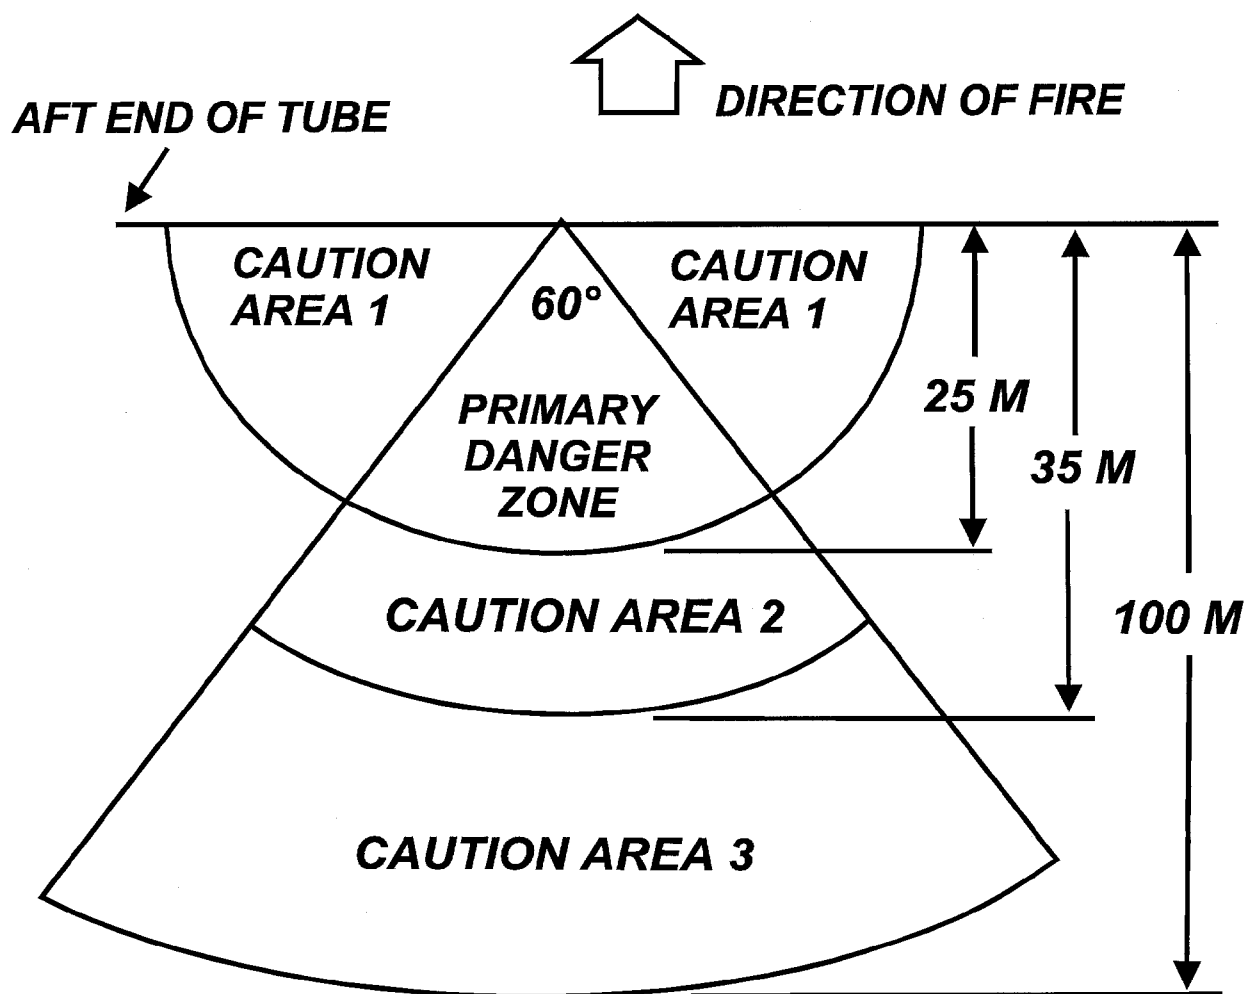 DIRECTION OF FIRE
AFT END OF TUBE
CAUTION
AREA 1
60°
CAUTION
AREA 1
PRIMARY
DANGER
ZONE
25 M
35 M
100 M
CAUTION AREA 2
CAUTION AREA 3